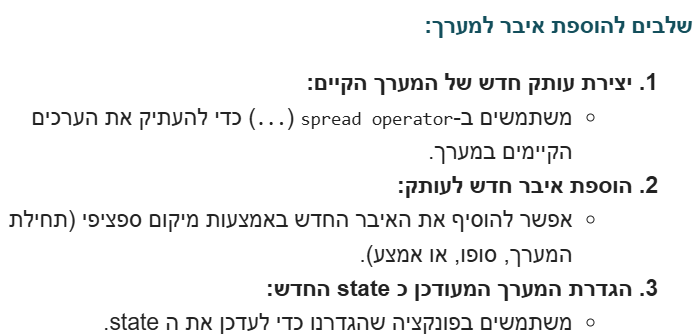 שלבים להוספת איבר למערך:
1. יצירת עותק חדש של המערך הקיים:
○ משתמשים ב-spread operator (...) כדי להעתיק את הערכים
הקיימים במערך.
2. הוספת איבר חדש לעותק:
○ אפשר להוסיף את האיבר החדש באמצעות מיקום ספציפי (תחילת
המערך, סופו, או אמצע).
3. הגדרת המערך המעודכן כ state החדש:
○ משתמשים בפונקציה שהגדרנו כדי לעדכן את ה state.